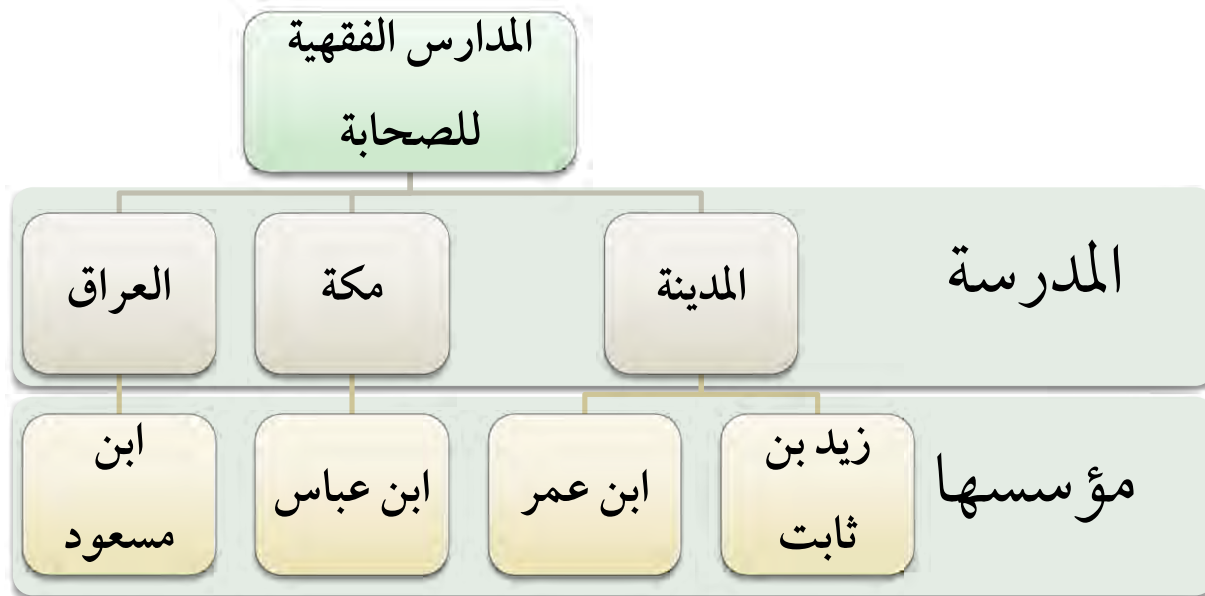 المدارس الفقهية
للصحابة
المدرسة
المدينة
مكة
العراق
مؤسسها
زيد بن
ثابت
ابن عمر
ابن عباس
ابن
مسعود